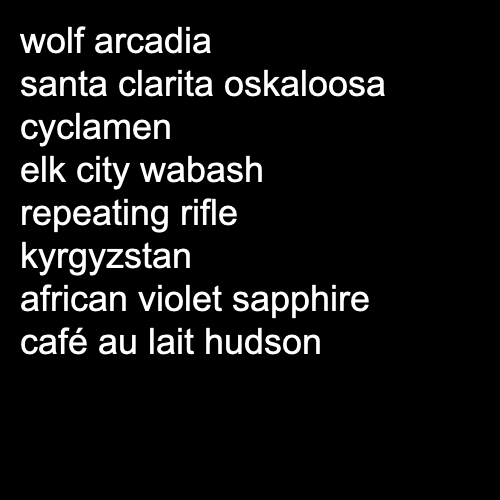 wolf arcadia
santa clarita oskaloosa
cyclamen
elk city wabash
repeating rifle
kyrgyzstan
african violet sapphire
café au lait hudson